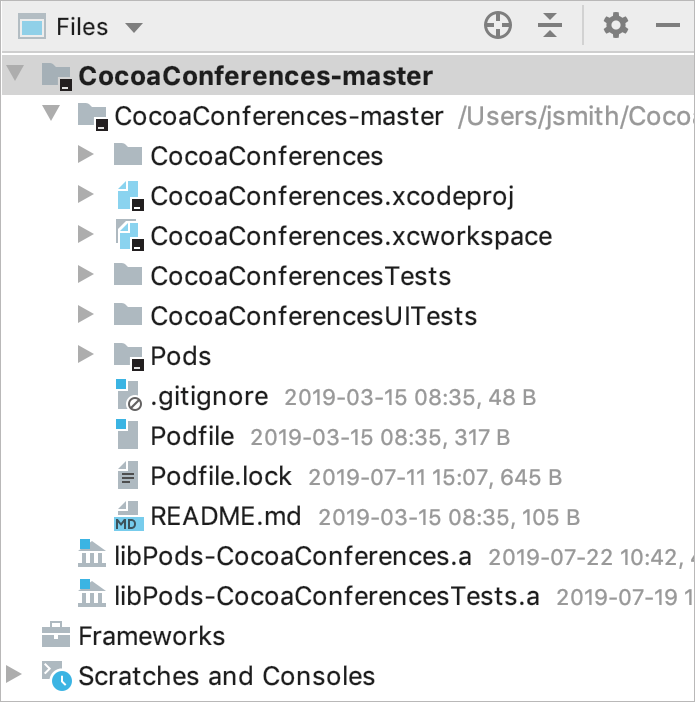 Files
CocoaConferences-master
CocoaConferences-master /Users/jsmith/Coco
CocoaConferences
CocoaConferences.xcodeproj
CocoaConferences.xcworkspace
CocoaConferencesTests
CocoaConferencesUITests
Pods
.gitignore 2019-03-15 08:35, 48 B
Podfile 2019-03-15 08:35, 317 B
Podfile.lock 2019-07-11 15:07, 645 B
MD README.md 2019-03-15 08:35, 105 B
libPods-CocoaConferences.a 2019-07-22 10:42,
libPods-CocoaConferencesTests.a 2019-07-19 1
Frameworks
Scratches and Consoles